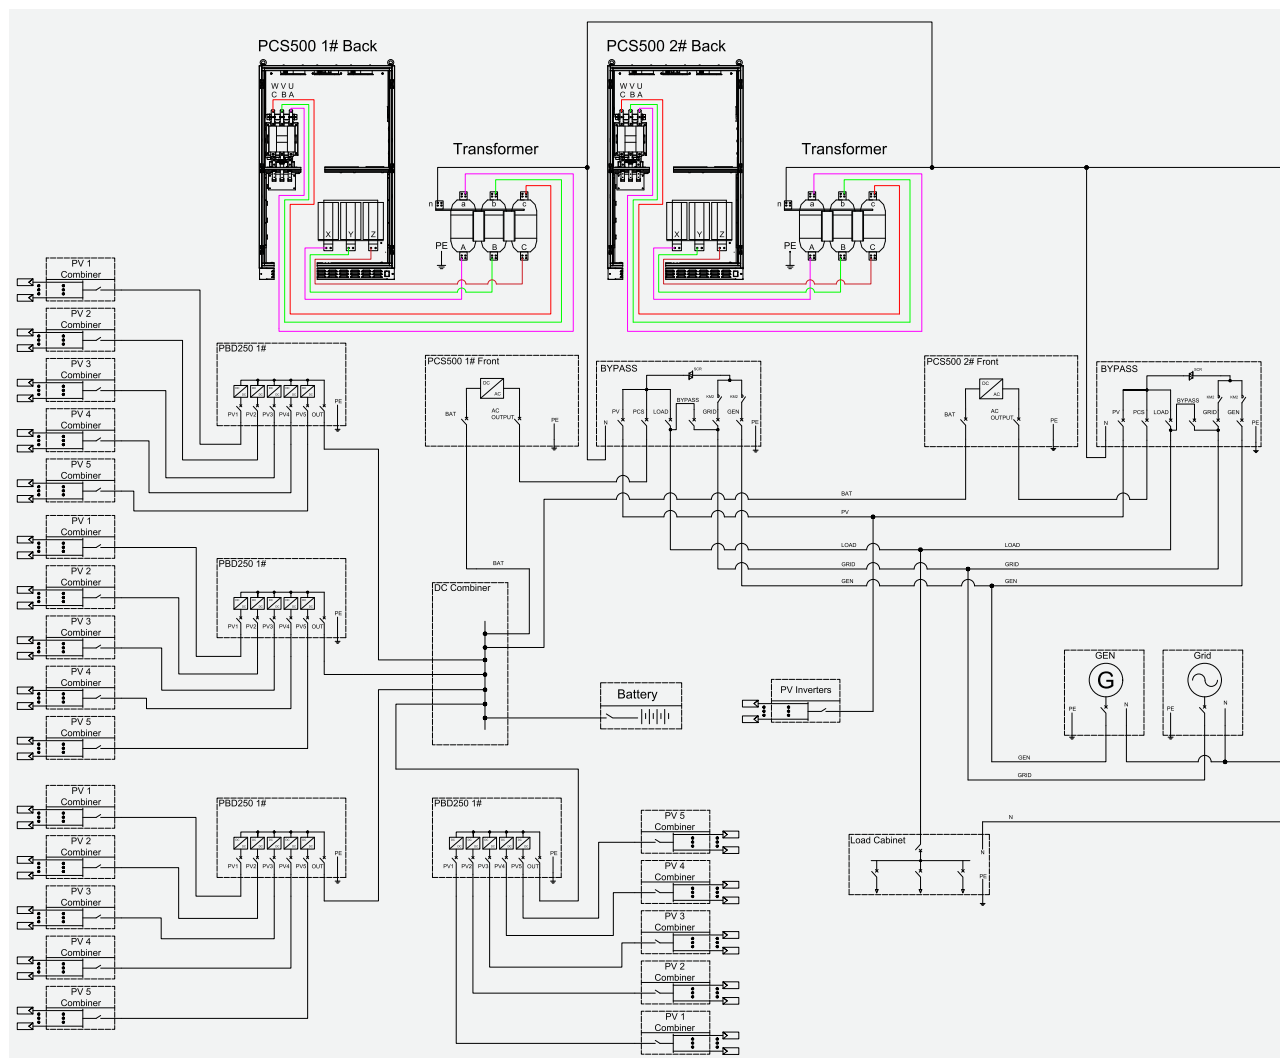 PCS500 1# Back
PCS500 2# Back
W V U
C B A
W V U
C B A
Transformer
Transformer
n
a
b
c
n
a
b
c
X
Y
Z
PE
A
B
C
X
Y
Z
PE
A
B
C
PV 1
Combiner
PV 2
Combiner
PV 3
Combiner
PV 4
Combiner
PV 5
Combiner
PBD250 1#
PV1
PV2
PV3
PV4
PV5
OUT
PE
PCS500 1# Front
DC
AC
BAT
AC
OUTPUT
PE
BYPASS
SCR
KM2
KM2
N
PV
PCS
LOAD
BYPASS
GRID
GEN
PE
PCS500 2# Front
DC
AC
BAT
AC
OUTPUT
PE
BYPASS
SCR
KM2
KM2
N
PV
PCS
LOAD
BYPASS
GRID
GEN
PE
BAT
PV
LOAD
LOAD
GRID
GRID
GEN
GEN
BAT
PV 1
Combiner
PV 2
Combiner
PV 3
Combiner
PV 4
Combiner
PV 5
Combiner
PBD250 1#
PV1
PV2
PV3
PV4
PV5
OUT
PE
DC Combiner
Battery
PV Inverters
GEN
G
PE
N
Grid
PE
N
GEN
GRID
N
PV 1
Combiner
PV 2
Combiner
PV 3
Combiner
PV 4
Combiner
PV 5
Combiner
PBD250 1#
PV1
PV2
PV3
PV4
PV5
OUT
PE
PBD250 1#
PV1
PV2
PV3
PV4
PV5
OUT
PE
PV 5
Combiner
PV 4
Combiner
PV 3
Combiner
PV 2
Combiner
PV 1
Combiner
Load Cabinet
N
PE